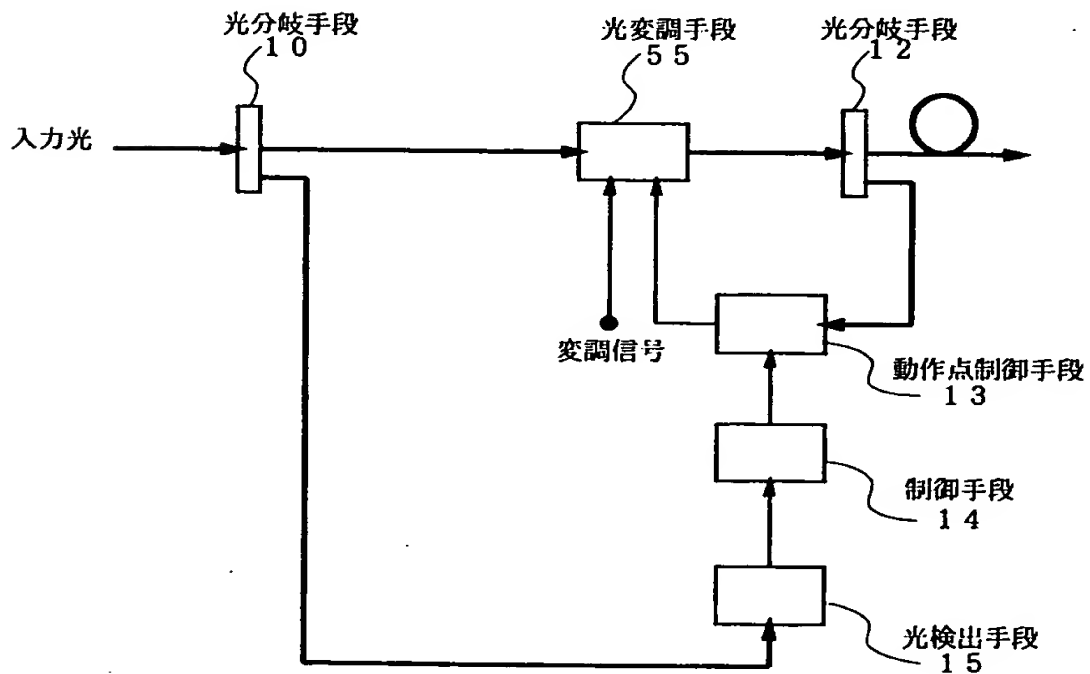 光分岐手段
１０
光変調手段
５５
光分岐手段
１２
入力光
変調信号
動作点制御手段
１３
制御手段
１４
光検出手段
１５